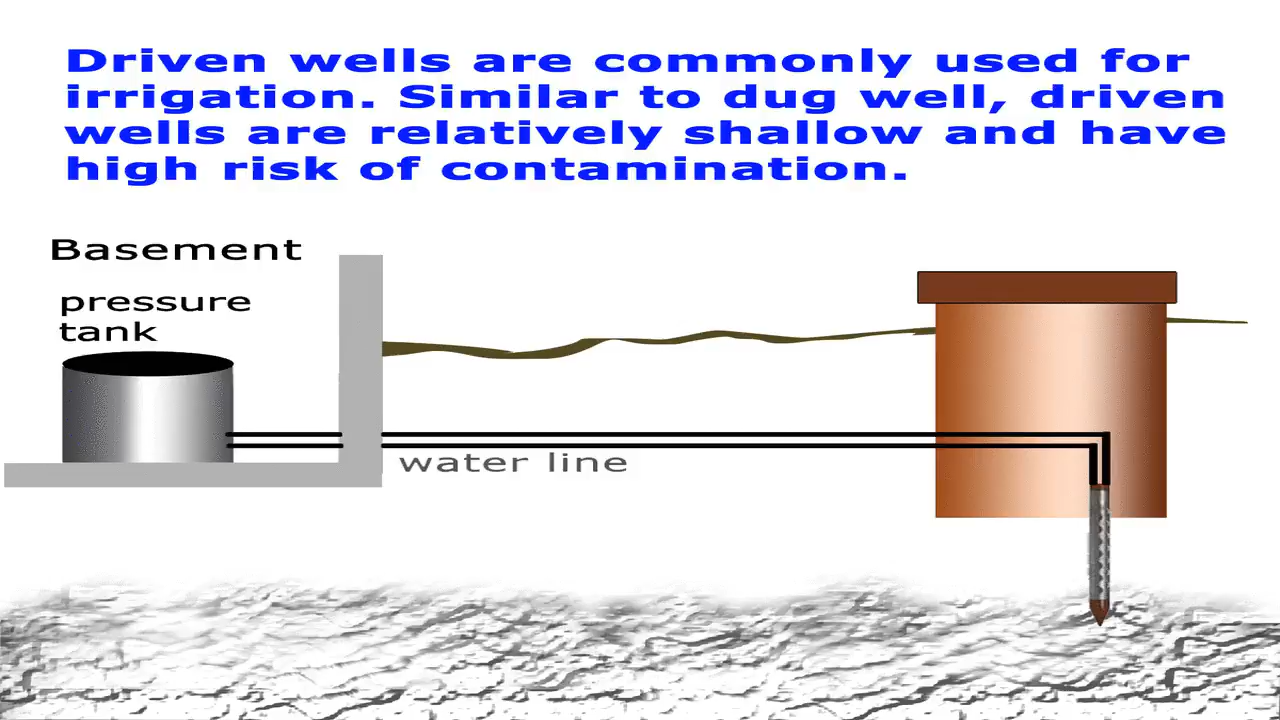 Driven wells are commonly used for
irrigation. Similar to dug well, driven
wells are relatively shallow and have
high risk of contamination.
Basement
pressure
tank
water line